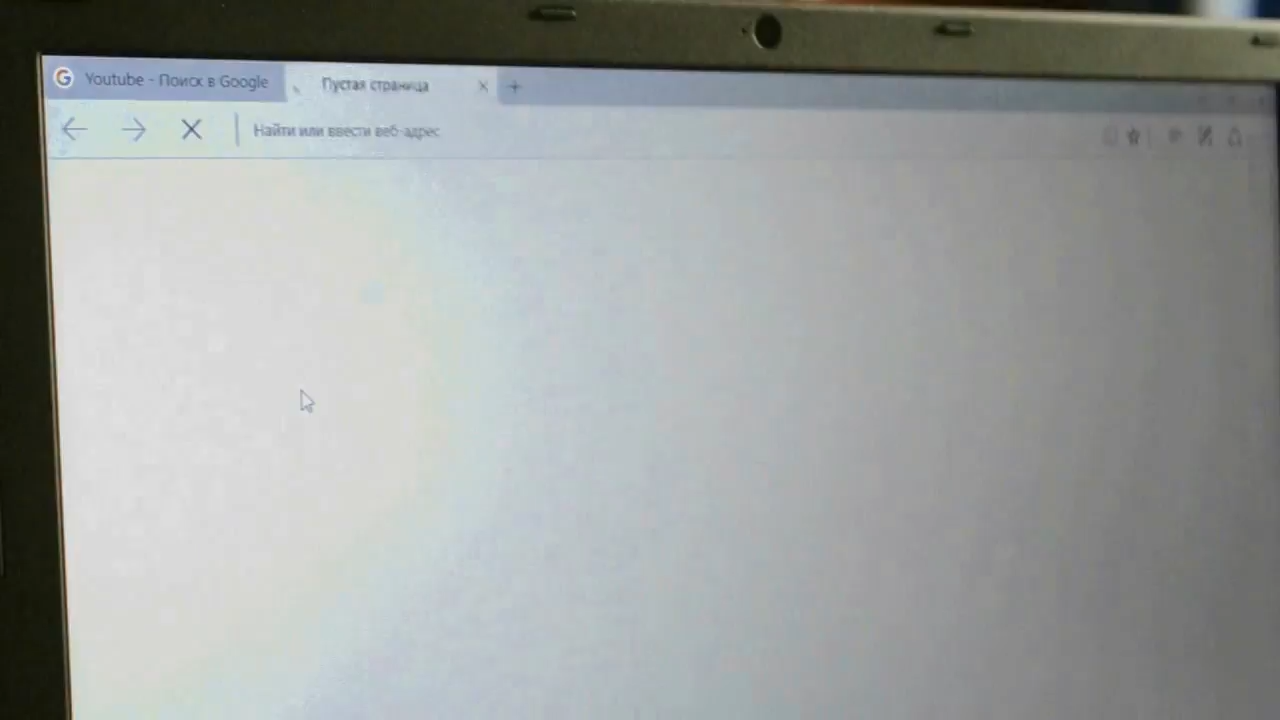 Youtube - Поиск в Google
Пустая страница
Найти или ввести веб-адрес